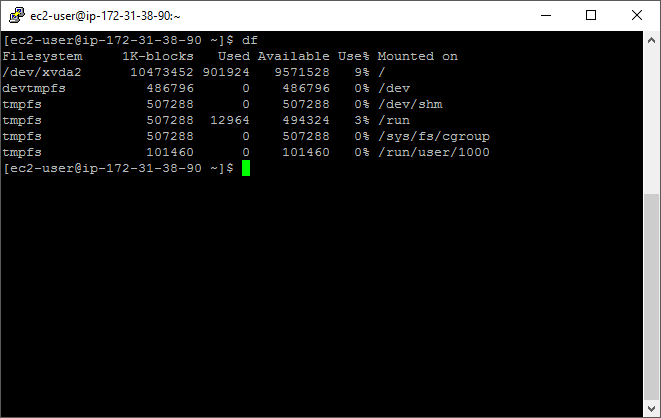 ec2-user@ip-172-31-38-90:~
[ec2-user@ip-172-31-38-90 ~]$ df
Filesystem     1K-blocks   Used Available Use% Mounted on
/dev/xvda2      10473452 901924   9571528   9% /
devtmpfs          486796      0    486796   0% /dev
tmpfs             507288      0    507288   0% /dev/shm
tmpfs             507288  12964    494324   3% /run
tmpfs             507288      0    507288   0% /sys/fs/cgroup
tmpfs             101460      0    101460   0% /run/user/1000
[ec2-user@ip-172-31-38-90 ~]$